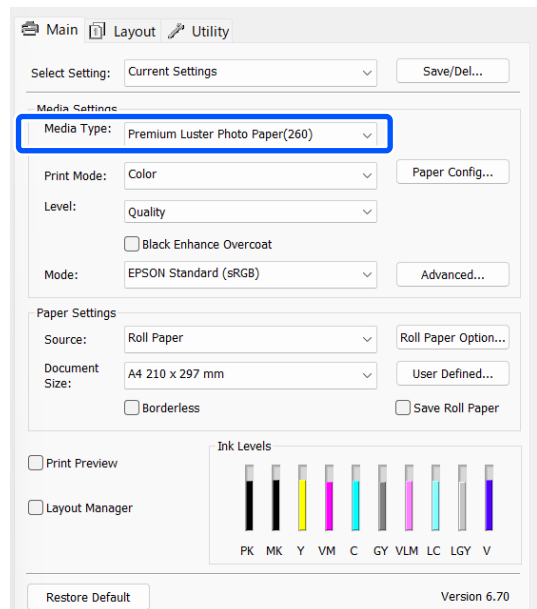 Main Layout Utility
Select Setting: Current Settings Save/Del...
Media Settings
Media Type: Premium Luster Photo Paper(260)
Print Mode: Color Paper Config...
Level: Quality
Black Enhance Overcoat
Mode: EPSON Standard (sRGB) Advanced...
Paper Settings
Source: Roll Paper Roll Paper Option...
Document
Size: A4 210 x 297 mm User Defined...
Borderless Save Roll Paper
Print Preview
Layout Manager
Ink Levels
PK MK Y VM C GY VLM LC LGY V
Restore Default Version 6.70